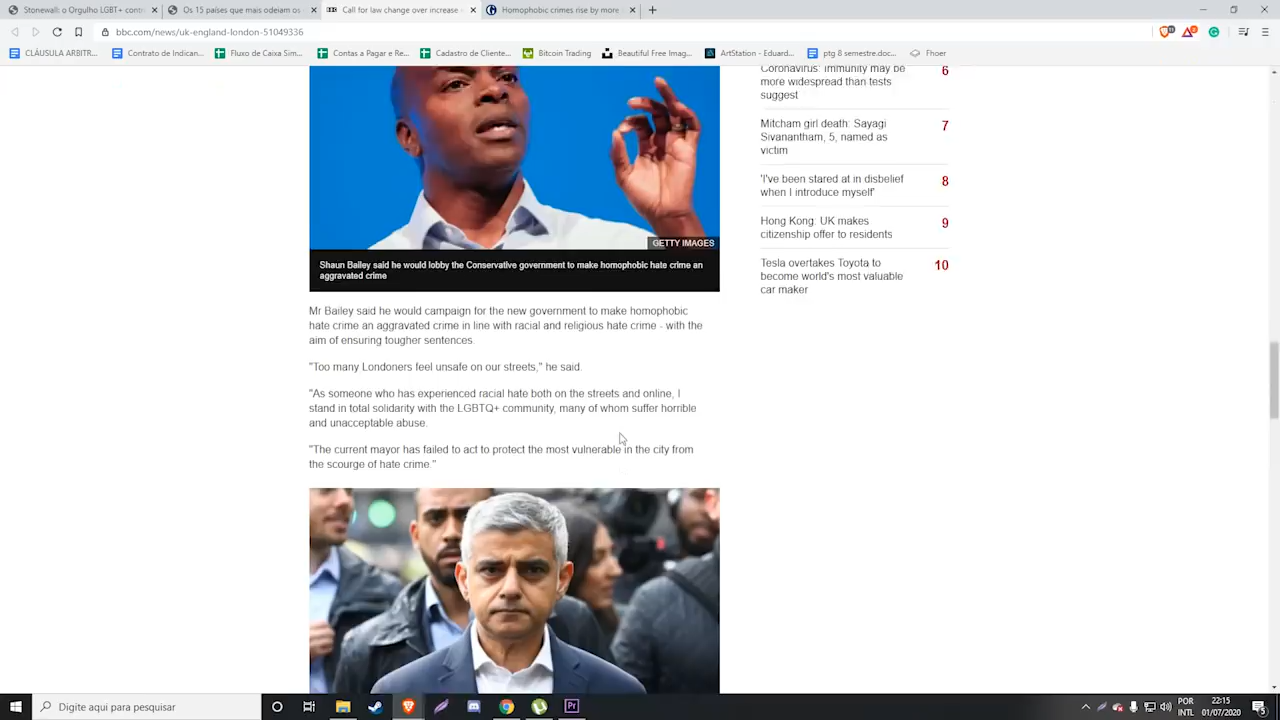 Stonewall: o Orgulho LGBT+ contr
Os 15 países que mais odeiam os
Call for law change over increase
Homophobic crimes rise by more
bbc.com/news/uk-england-london-51049336
CLÁUSULA ARBITR...
Contrato de Indican...
Fluxo de Caixa Sim...
Contas a Pagar e Re...
Cadastro de Cliente...
Bitcoin Trading
Beautiful Free Imag...
ArtStation - Eduard...
ptg 8 semestre.doc...
Fhoer
GETTY IMAGES
Shaun Bailey said he would lobby the Conservative government to make homophobic hate crime an
aggravated crime
Mr Bailey said he would campaign for the new government to make homophobic
hate crime an aggravated crime in line with racial and religious hate crime - with the
aim of ensuring tougher sentences.
"Too many Londoners feel unsafe on our streets," he said.
"As someone who has experienced racial hate both on the streets and online, I
stand in total solidarity with the LGBTQ+ community, many of whom suffer horrible
and unacceptable abuse.
"The current mayor has failed to act to protect the most vulnerable in the city from
the scourge of hate crime."
Coronavirus: Immunity may be
more widespread than tests
suggest
6
Mitcham girl death: Sayagi
Sivanantham, 5, named as
victim
7
'I've been stared at in disbelief
when I introduce myself'
8
Hong Kong: UK makes
citizenship offer to residents
9
Tesla overtakes Toyota to
become world's most valuable
car maker
10
Digite aqui para pesquisar
POR
INTL
22:15
01/07/2020